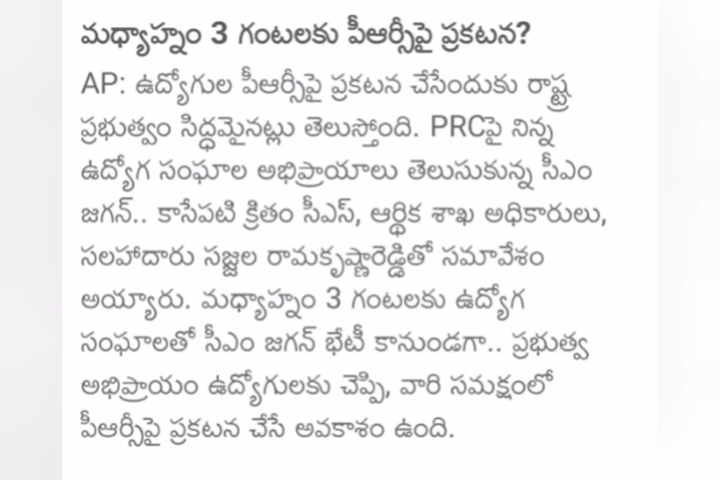 మధ్యాహ్నం 3 గంటలకు పీఆర్సీపై ప్రకటన?
AP: ఉద్యోగుల పీఆర్సీపై ప్రకటన చేసేందుకు రాష్ట్ర
ప్రభుత్వం సిద్ధమైనట్లు తెలుస్తోంది. PRCపై నిన్న
ఉద్యోగ సంఘాల అభిప్రాయాలు తెలుసుకున్న సీఎం
జగన్.. కాసేపటి క్రితం సీఎస్, ఆర్థిక శాఖ అధికారులు,
సలహాదారు సజ్జల రామకృష్ణారెడ్డితో సమావేశం
అయ్యారు. మధ్యాహ్నం 3 గంటలకు ఉద్యోగ
సంఘాలతో సీఎం జగన్ భేటీ కానుండగా.. ప్రభుత్వ
అభిప్రాయం ఉద్యోగులకు చెప్పి, వారి సమక్షంలో
పీఆర్సీపై ప్రకటన చేసే అవకాశం ఉంది.